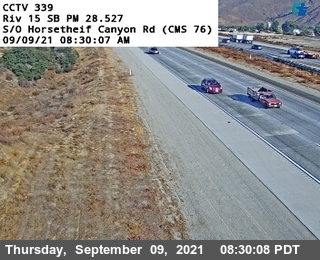 CCTV 339
Riv 15 SB PM 28.527
S/O Horsetheif Canyon Rd (CMS 76)
09/09/21 08:30:07 AM
Thursday, September 09, 2021 08:30:08 PDT